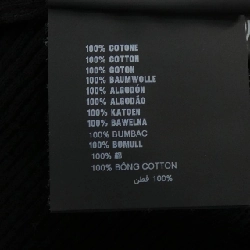 100% COTONE
100% COTTON
100% COTON
100% BAUMWOLLE
100% ALGODÓN
100% ALGODÃO
100% KATOEN
100% BAWEŁNA
100% BUMBAC
100% BOMULL
100% 綿
100% BÔNG COTTON
100% قطن